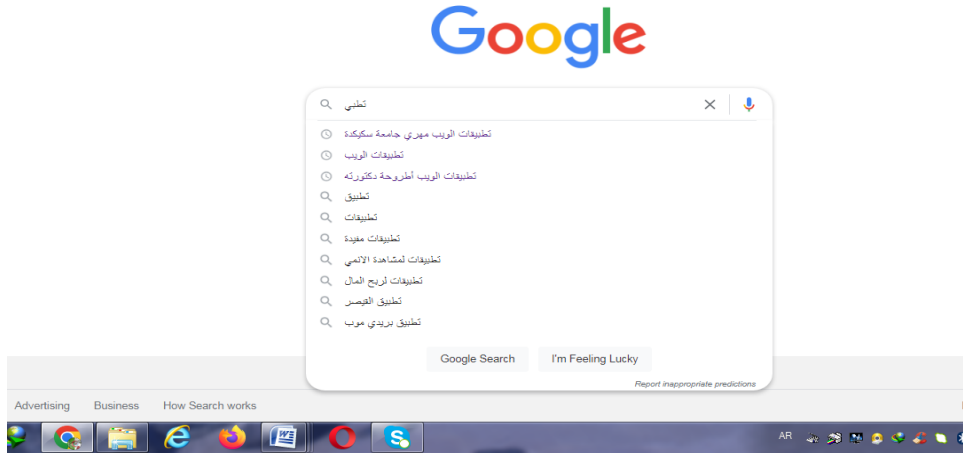 Google
تطبي
تطبيقات الويب مهري جامعة سكيكدة
تطبيقات الويب
تطبيقات الويب أطروحة دكتورته
تطبيق
تطبيقات
تطبيقات مفيدة
تطبيقات لمشاهدة الانمي
تطبيقات لربح المال
تطبيق القيصر
تطبيق بريدي موب
Google Search I'm Feeling Lucky
Report inappropriate predictions
Advertising Business How Search works
AR